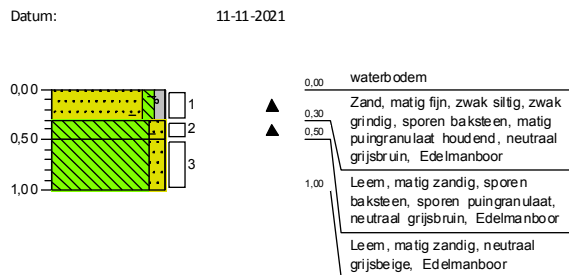 Datum: 11-11-2021
0,00
0,50
1,00
1
2
3
0,00
0,30
0,50
1,00
waterbodem
Zand, matig fijn, zwak siltig, zwak
grindig, sporen baksteen, matig
puingranulaat houdend, neutraal
grijsbruin, Edelmanboor
Leem, matig zandig, sporen
baksteen, sporen puingranulaat,
neutraal grijsbruin, Edelmanboor
Leem, matig zandig, neutraal
grijsbeige, Edelmanboor